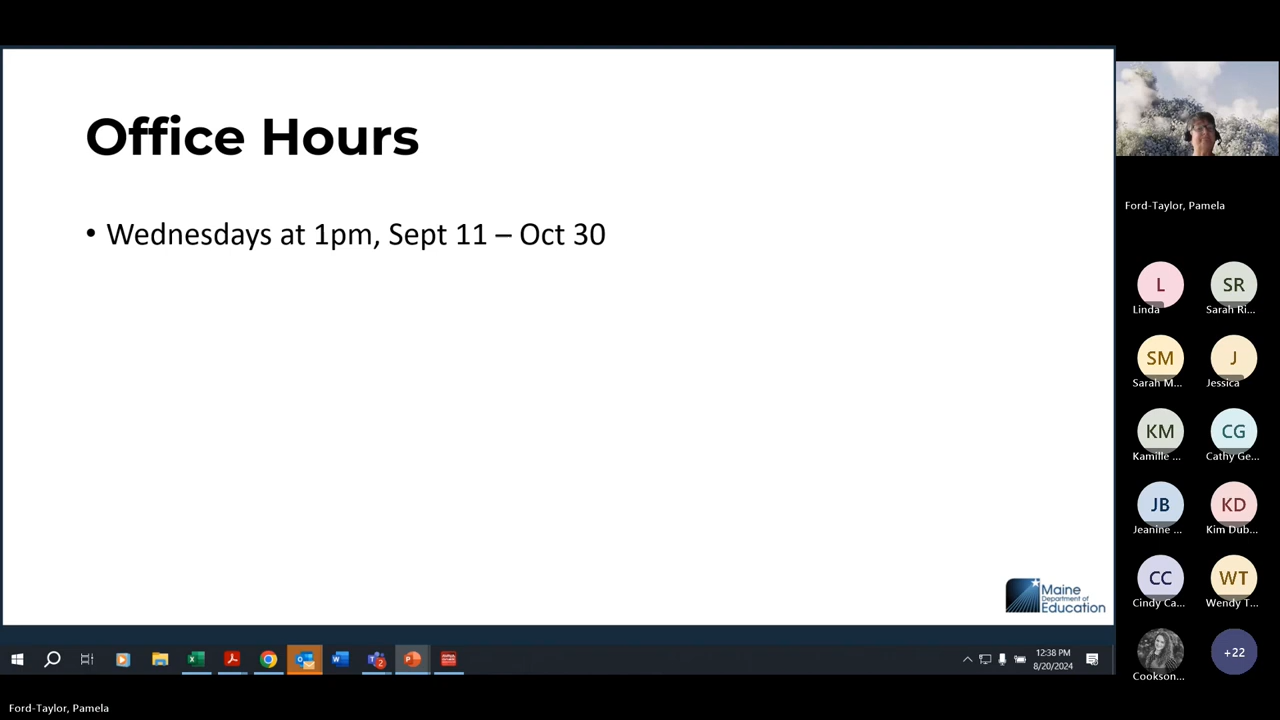 Office Hours
• Wednesdays at 1pm, Sept 11 – Oct 30
Maine
Department of
Education
12:38 PM
8/20/2024
Ford-Taylor, Pamela
L
SR
Linda
Sarah Ri...
SM
J
Sarah M...
Jessica
KM
CG
Kamille ...
Cathy Ge...
JB
KD
Jeanine ...
Kim Dub...
CC
WT
Cindy Ca...
Wendy T...
+22
Cookson...
Ford-Taylor, Pamela